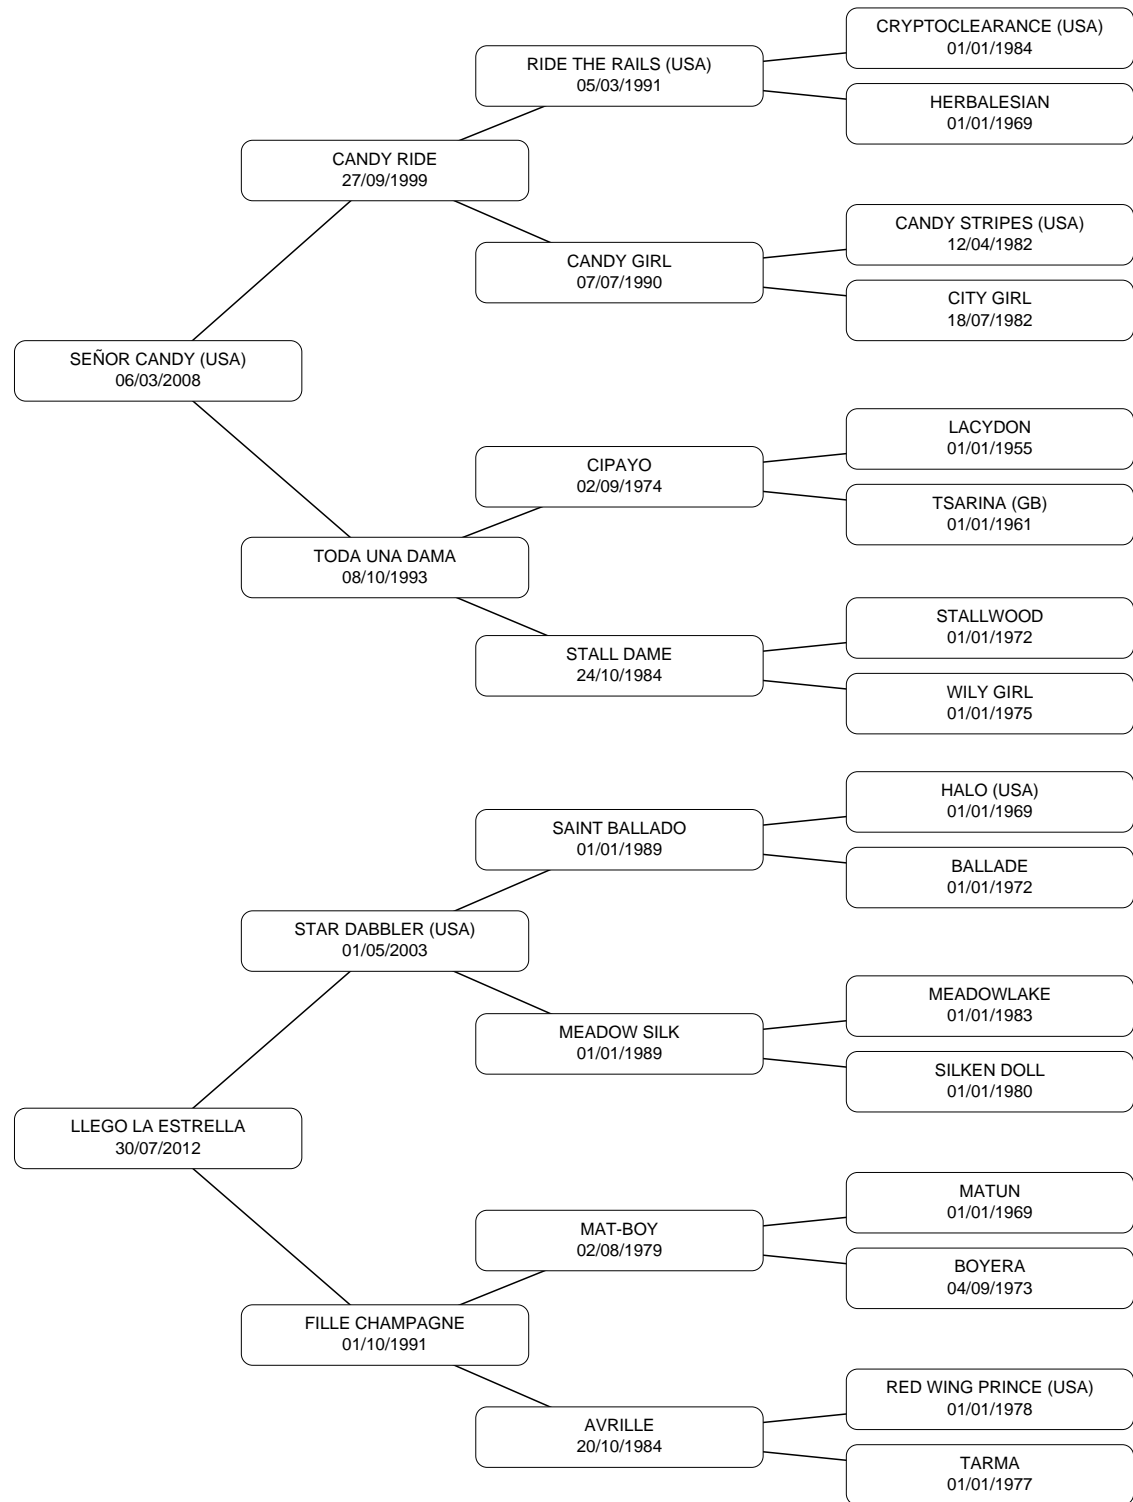 CRYPTOCLEARANCE (USA)
01/01/1984
RIDE THE RAILS (USA)
05/03/1991
HERBALESIAN
01/01/1969
CANDY RIDE
27/09/1999
CANDY STRIPES (USA)
12/04/1982
CANDY GIRL
07/07/1990
CITY GIRL
18/07/1982
SEÑOR CANDY (USA)
06/03/2008
LACYDON
01/01/1955
CIPAYO
02/09/1974
TSARINA (GB)
01/01/1961
TODA UNA DAMA
08/10/1993
STALLWOOD
01/01/1972
STALL DAME
24/10/1984
WILY GIRL
01/01/1975
HALO (USA)
01/01/1969
SAINT BALLADO
01/01/1989
BALLADE
01/01/1972
STAR DABBLER (USA)
01/05/2003
MEADOWLAKE
01/01/1983
MEADOW SILK
01/01/1989
SILKEN DOLL
01/01/1980
LLEGO LA ESTRELLA
30/07/2012
MATUN
01/01/1969
MAT-BOY
02/08/1979
BOYERA
04/09/1973
FILLE CHAMPAGNE
01/10/1991
RED WING PRINCE (USA)
01/01/1978
AVRILLE
20/10/1984
TARMA
01/01/1977